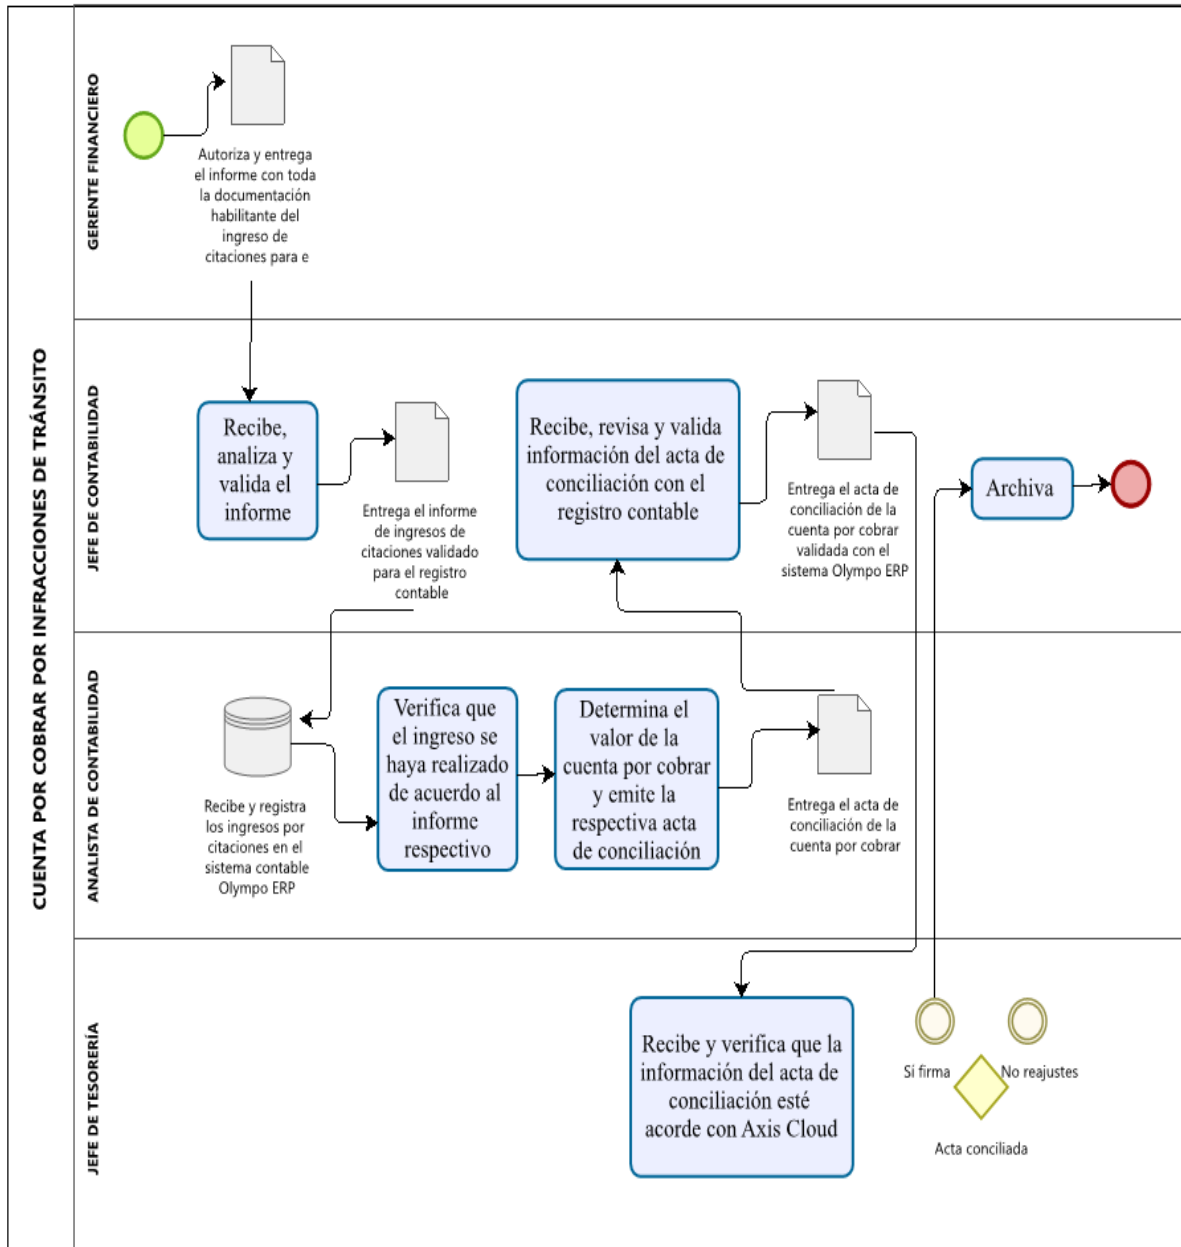 CUENTA POR COBRAR POR INFRACCIONES DE TRÁNSITO
GERENTE FINANCIERO
Autoriza y entrega
el informe con toda
la documentación
habilitante del
ingreso de
citaciones para e
JEFE DE CONTABILIDAD
Recibe,
analiza y
valida el
informe
Entrega el informe
de ingresos de
citaciones validado
para el registro
contable
Recibe, revisa y valida
información del acta de
conciliación con el
registro contable
Entrega el acta de
conciliación de la
cuenta por cobrar
validada con el
sistema Olympo ERP
Archiva
ANALISTA DE CONTABILIDAD
Recibe y registra
los ingresos por
citaciones en el
sistema contable
Olympo ERP
Verifica que
el ingreso se
haya realizado
de acuerdo al
informe
respectivo
Determina el
valor de la
cuenta por cobrar
y emite la
respectiva acta
de conciliación
Entrega el acta de
conciliación de la
cuenta por cobrar
JEFE DE TESORERÍA
Recibe y verifica que la
información del acta de
conciliación esté
acorde con Axis Cloud
Si firma
No reajustes
Acta conciliada